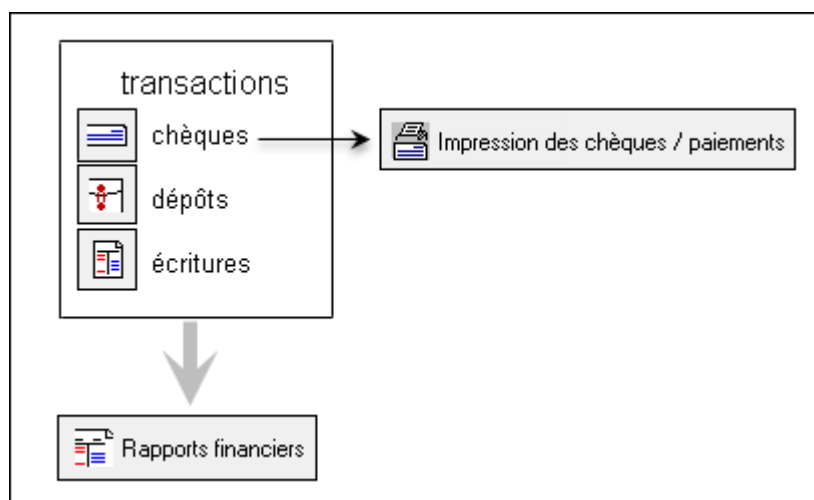 transactions
chèques
Impression des chèques / paiements
dépôts
écritures
Rapports financiers